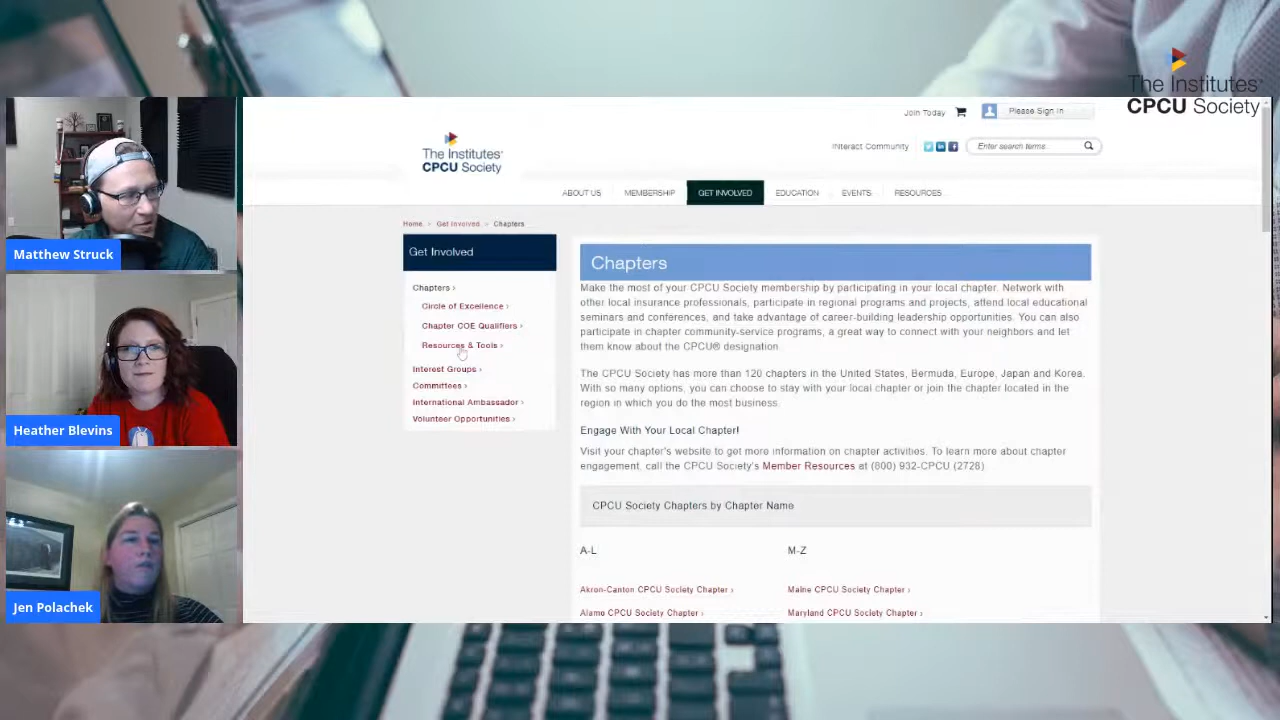 The Institutes
CPCU Society
Join Today
Please Sign In
The Institutes
CPCU Society
Interact Community
Enter search terms
ABOUT US
MEMBERSHIP
GET INVOLVED
EDUCATION
EVENTS
RESOURCES
Home > Get Involved > Chapters
Get Involved
Chapters ›
Circle of Excellence ›
Chapter COE Qualifiers ›
Resources & Tools ›
Interest Groups ›
Committees ›
International Ambassador ›
Volunteer Opportunities ›
Chapters
Make the most of your CPCU Society membership by participating in your local chapter. Network with
other local insurance professionals, participate in regional programs and projects, attend local educational
seminars and conferences, and take advantage of career-building leadership opportunities. You can also
participate in chapter community-service programs, a great way to connect with your neighbors and let
them know about the CPCU® designation.
The CPCU Society has more than 120 chapters in the United States, Bermuda, Europe, Japan and Korea.
With so many options, you can choose to stay with your local chapter or join the chapter located in the
region in which you do the most business.
Engage With Your Local Chapter!
Visit your chapter's website to get more information on chapter activities. To learn more about chapter
engagement, call the CPCU Society's Member Resources at (800) 932-CPCU (2728)
CPCU Society Chapters by Chapter Name
A-L
M-Z
Akron-Canton CPCU Society Chapter ›
Maine CPCU Society Chapter ›
Alamo CPCU Society Chapter ›
Maryland CPCU Society Chapter ›
Matthew Struck
Heather Blevins
Jen Polachek